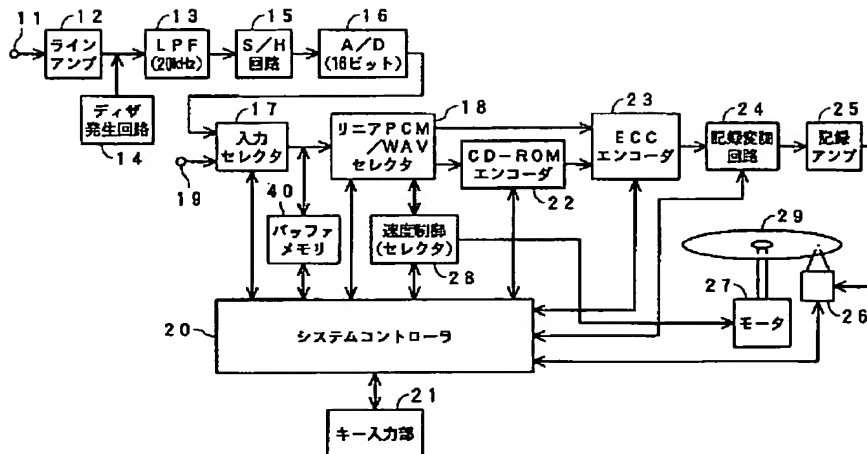 11
12
13
15
16
ライン
アンプ
LPF
(20kHz)
S/H
回路
A/D
(16ビット)
ディザ
発生回路
14
17
入力
セレクタ
19
18
リニアPCM
/WAV
セレクタ
23
ECC
エンコーダ
24
記録変調
回路
25
記録
アンプ
CD-ROM
エンコーダ
22
40
バッファ
メモリ
速度制御
(セレクタ)
28
29
27
モータ
26
20
システムコントローラ
21
キー入力部